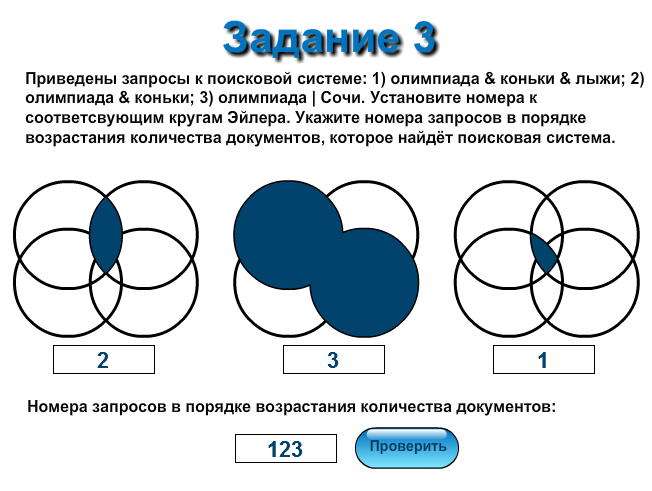 Задание 3
Приведены запросы к поисковой системе: 1) олимпиада & коньки & лыжи; 2)
олимпиада & коньки; 3) олимпиада | Сочи. Установите номера к
соответсвующим кругам Эйлера. Укажите номера запросов в порядке
возрастания количества документов, которое найдёт поисковая система.
2 3 1
Номера запросов в порядке возрастания количества документов:
123 Проверить